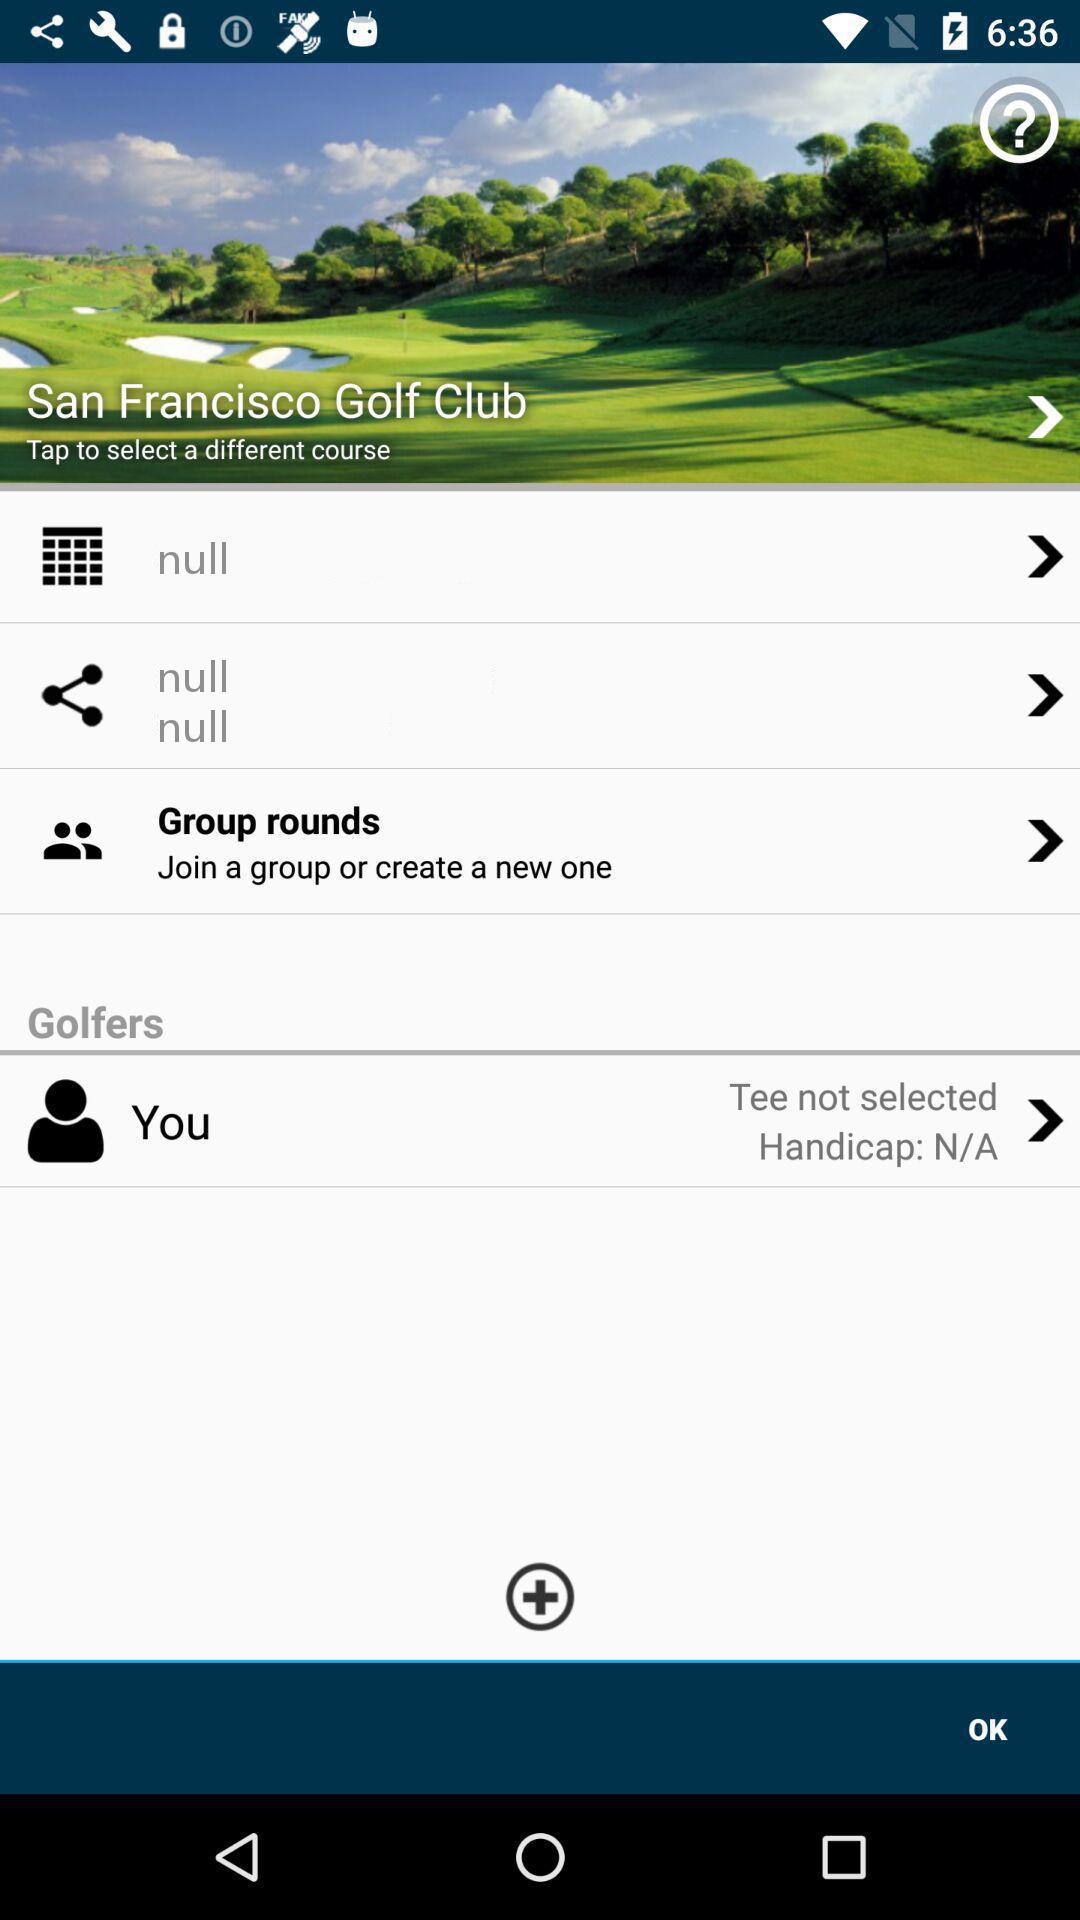 FAKE
6:36
San Francisco Golf Club
Tap to select a different course
null
null
null
Group rounds
Join a group or create a new one
Golfers
You
Tee not selected
Handicap: N/A
OK